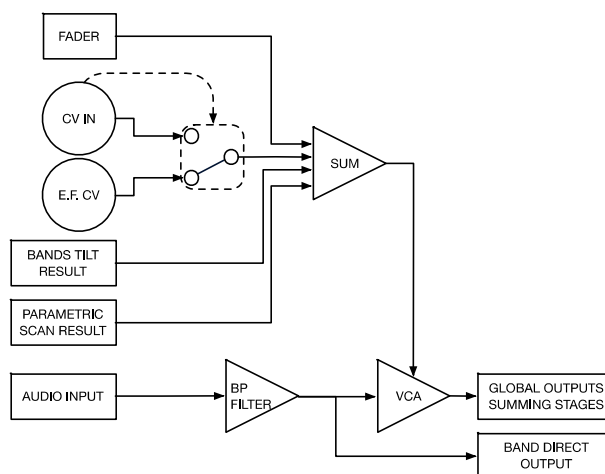 FADER
CV IN
E.F. CV
SUM
BANDS TILT
RESULT
PARAMETRIC
SCAN RESULT
AUDIO INPUT
BP
FILTER
VCA
GLOBAL OUTPUTS
SUMMING STAGES
BAND DIRECT
OUTPUT